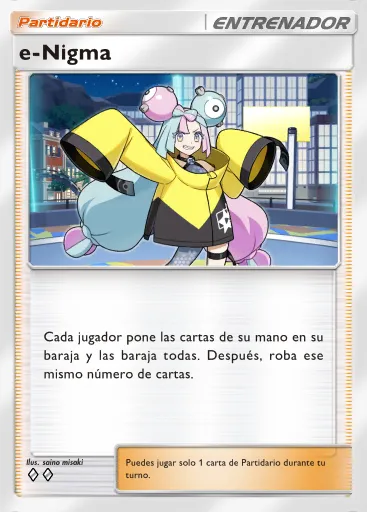 Partidario
ENTRENADOR
e-Nigma
Cada jugador pone las cartas de su mano en su
baraja y las baraja todas. Después, roba ese
mismo número de cartas.
Ilus. saino misaki
Puedes jugar solo 1 carta de Partidario durante tu
turno.